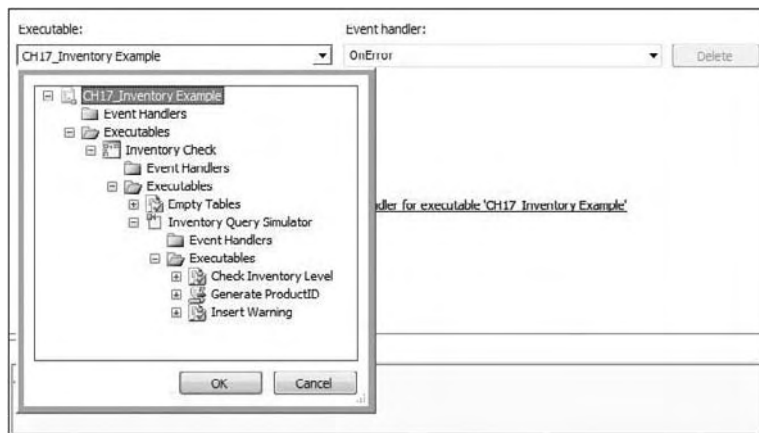 Executable:
Event handler:
CH17_Inventory Example
OnError
Delete
CH17_Inventory Example
Event Handlers
Executables
Inventory Check
Event Handlers
Executables
Empty Tables
Inventory Query Simulator
Event Handlers
Executables
Check Inventory Level
Generate ProductID
Insert Warning
for executable 'CH17_Inventory Example'
OK
Cancel